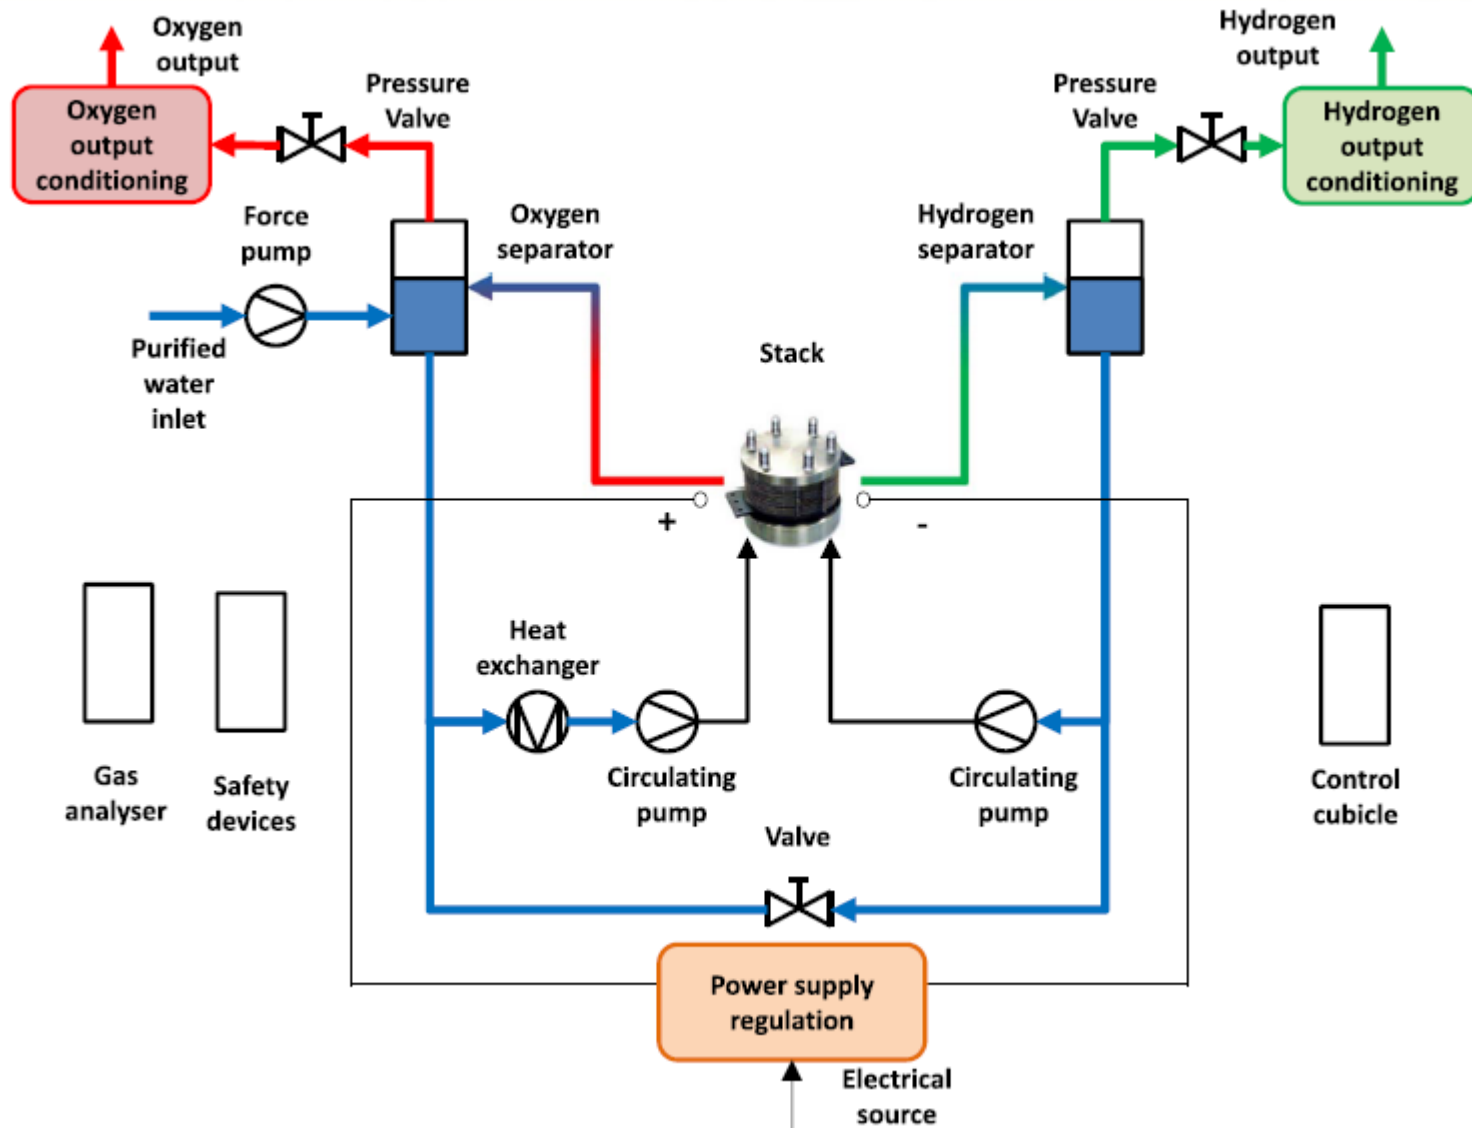 Oxygen
output
Hydrogen
output
Pressure
Valve
Pressure
Valve
Oxygen
output
conditioning
Hydrogen
output
conditioning
Force
pump
Oxygen
separator
Hydrogen
separator
Purified
water
inlet
Stack
+
-
Heat
exchanger
Gas
analyser
Safety
devices
Circulating
pump
Circulating
pump
Control
cubicle
Valve
Power supply
regulation
Electrical
source